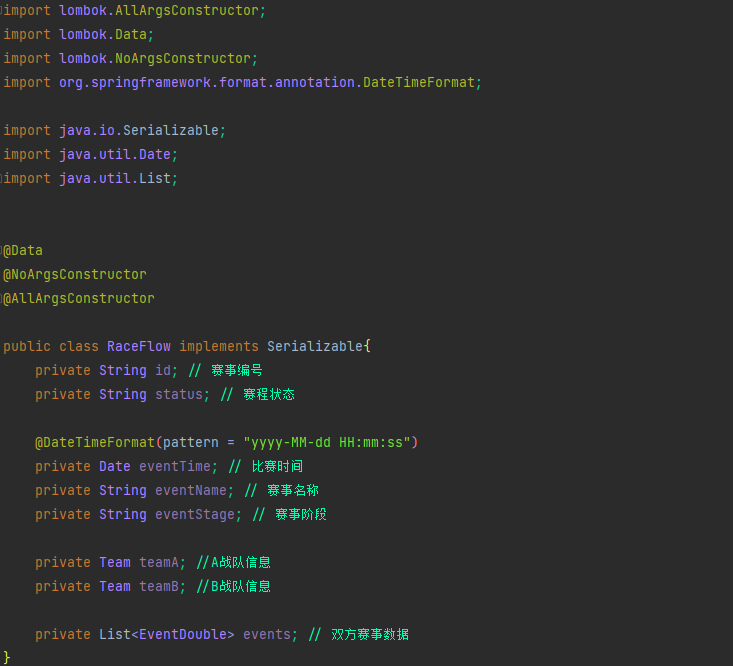 import lombok.AllArgsConstructor;
import lombok.Data;
import lombok.NoArgsConstructor;
import org.springframework.format.annotation.DateTimeFormat;
import java.io.Serializable;
import java.util.Date;
import java.util.List;
@Data
@NoArgsConstructor
@AllArgsConstructor
public class RaceFlow implements Serializable{
    private String id; // 赛事编号
    private String status; // 赛程状态
    @DateTimeFormat(pattern = "yyyy-MM-dd HH:mm:ss")
    private Date eventTime; // 比赛时间
    private String eventName; // 赛事名称
    private String eventStage; // 赛事阶段
    private Team teamA; //A战队信息
    private Team teamB; //B战队信息
    private List<EventDouble> events; // 双方赛事数据
}